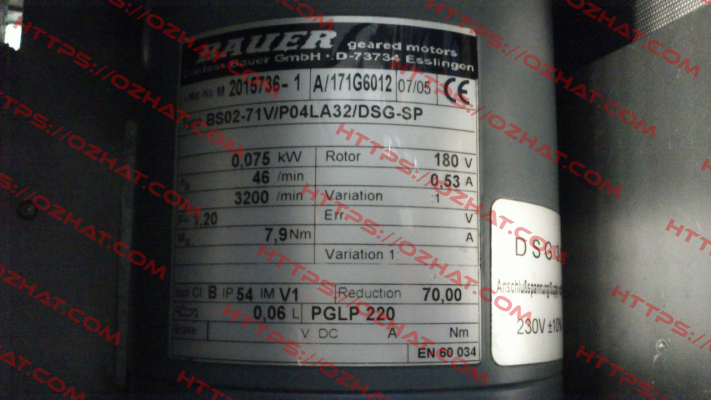 BAUER geared motors
Danfoss Bauer GmbH · D-73734 Esslingen
M 2015736-1 A/171G6012 07/05 CE
BS02-71V/P04LA32/DSG-SP
0,075 kW Rotor 180 V
46 /min 0,53 A
3200 /min Variation 1
1,20 Err. V
7,9 Nm A
Variation 1
Cl B IP 54 IM V1 Reduction 70,00
0,06 L PGLP 220
V DC A Nm
EN 60 034
Anschlußspannung
230V ±10%
HTTPS://OZHAT.COM